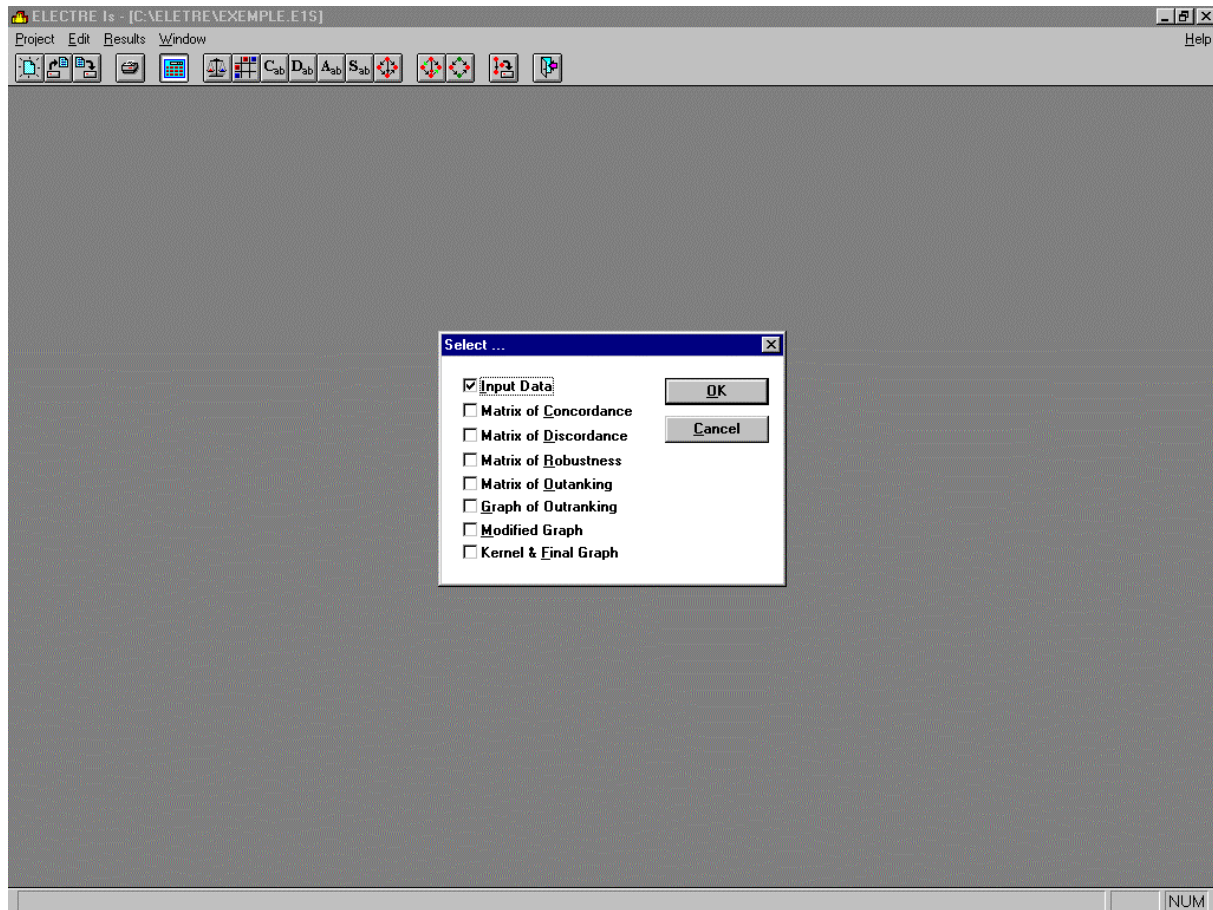 ELECTRE Is - [C:\ELETRE\EXEMPLE.E1S]
Project Edit Results Window Help
Cab Dab Aab Sab
Select ...
Input Data
OK
Matrix of Concordance
Cancel
Matrix of Discordance
Matrix of Robustness
Matrix of Outanking
Graph of Outranking
Modified Graph
Kernel & Final Graph
NUM